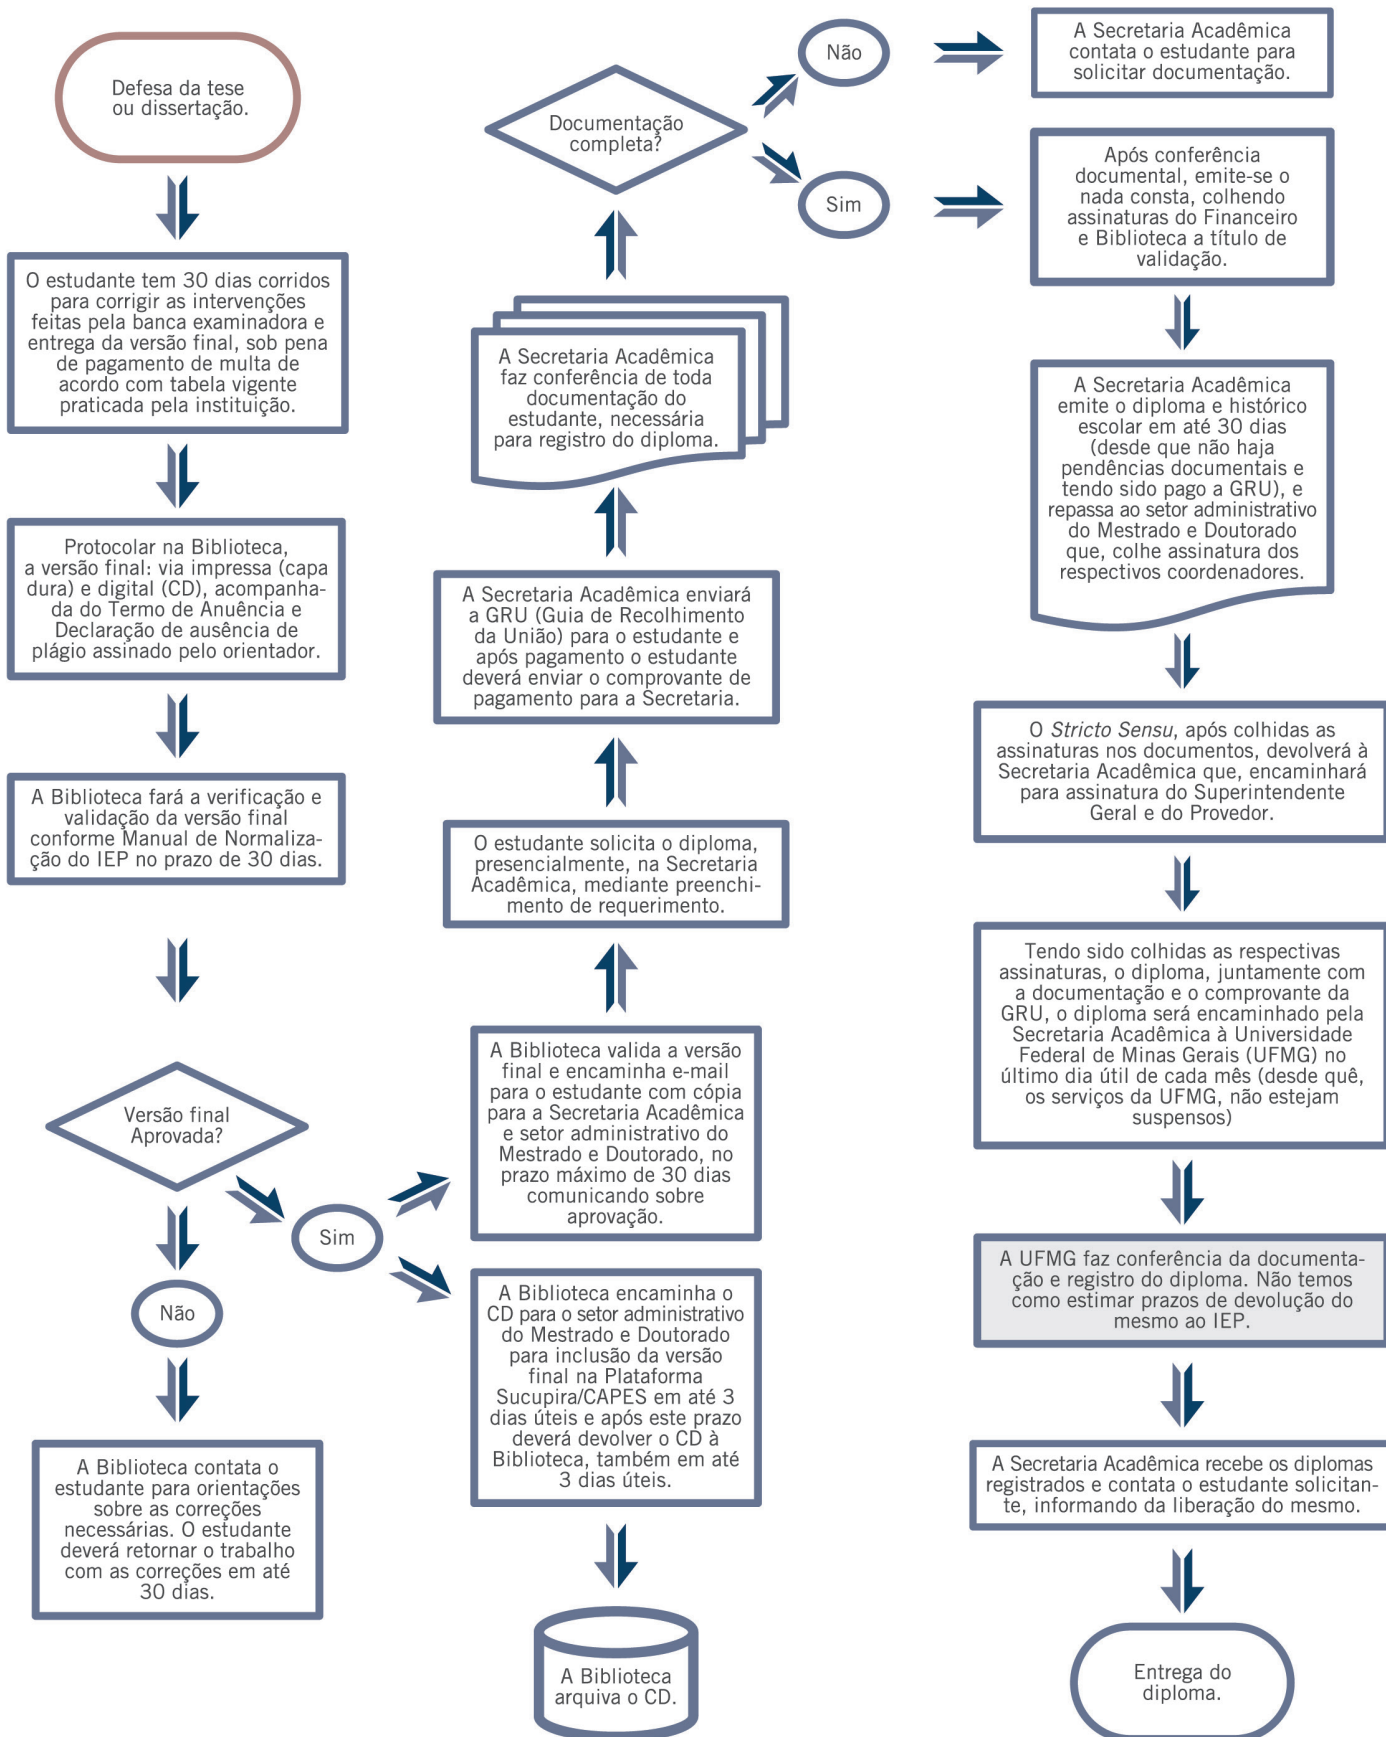 Defesa da tese
ou dissertação.
O estudante tem 30 dias corridos
para corrigir as intervenções
feitas pela banca examinadora e
entrega da versão final, sob pena
de pagamento de multa de
acordo com tabela vigente
praticada pela instituição.
Protocolar na Biblioteca,
a versão final: via impressa (capa
dura) e digital (CD), acompanha-
da do Termo de Anuência e
Declaração de ausência de
plágio assinado pelo orientador.
A Biblioteca fará a verificação e
validação da versão final
conforme Manual de Normaliza-
ção do IEP no prazo de 30 dias.
Versão final
Aprovada?
Não
A Biblioteca contata o
estudante para orientações
sobre as correções
necessárias. O estudante
deverá retornar o trabalho
com as correções em até
30 dias.
Sim
A Biblioteca valida a versão
final e encaminha e-mail
para o estudante com cópia
para a Secretaria Acadêmica
e setor administrativo do
Mestrado e Doutorado, no
prazo máximo de 30 dias
comunicando sobre
aprovação.
A Biblioteca encaminha o
CD para o setor administrativo
do Mestrado e Doutorado
para inclusão da versão
final na Plataforma
Sucupira/CAPES em até 3
dias úteis e após este prazo
deverá devolver o CD à
Biblioteca, também em até
3 dias úteis.
A Biblioteca
arquiva o CD.
O estudante solicita o diploma,
presencialmente, na Secretaria
Acadêmica, mediante preenchi-
mento de requerimento.
A Secretaria Acadêmica enviará
a GRU (Guia de Recolhimento
da União) para o estudante e
após pagamento o estudante
deverá enviar o comprovante de
pagamento para a Secretaria.
A Secretaria Acadêmica
faz conferência de toda
documentação do
estudante, necessária
para registro do diploma.
Documentação
completa?
Não
A Secretaria Acadêmica
contata o estudante para
solicitar documentação.
Sim
Após conferência
documental, emite-se o
nada consta, colhendo
assinaturas do Financeiro
e Biblioteca a título de
validação.
A Secretaria Acadêmica
emite o diploma e histórico
escolar em até 30 dias
(desde que não haja
pendências documentais e
tendo sido pago a GRU), e
repassa ao setor administrativo
do Mestrado e Doutorado
que, colhe assinatura dos
respectivos coordenadores.
O Stricto Sensu, após colhidas as
assinaturas nos documentos, devolverá à
Secretaria Acadêmica que, encaminhará
para assinatura do Superintendente
Geral e do Provedor.
Tendo sido colhidas as respectivas
assinaturas, o diploma, juntamente com
a documentação e o comprovante da
GRU, o diploma será encaminhado pela
Secretaria Acadêmica à Universidade
Federal de Minas Gerais (UFMG) no
último dia útil de cada mês (desde quê,
os serviços da UFMG, não estejam
suspensos)
A UFMG faz conferência da documenta-
ção e registro do diploma. Não temos
como estimar prazos de devolução do
mesmo ao IEP.
A Secretaria Acadêmica recebe os diplomas
registrados e contata o estudante solicitan-
te, informando da liberação do mesmo.
Entrega do
diploma.